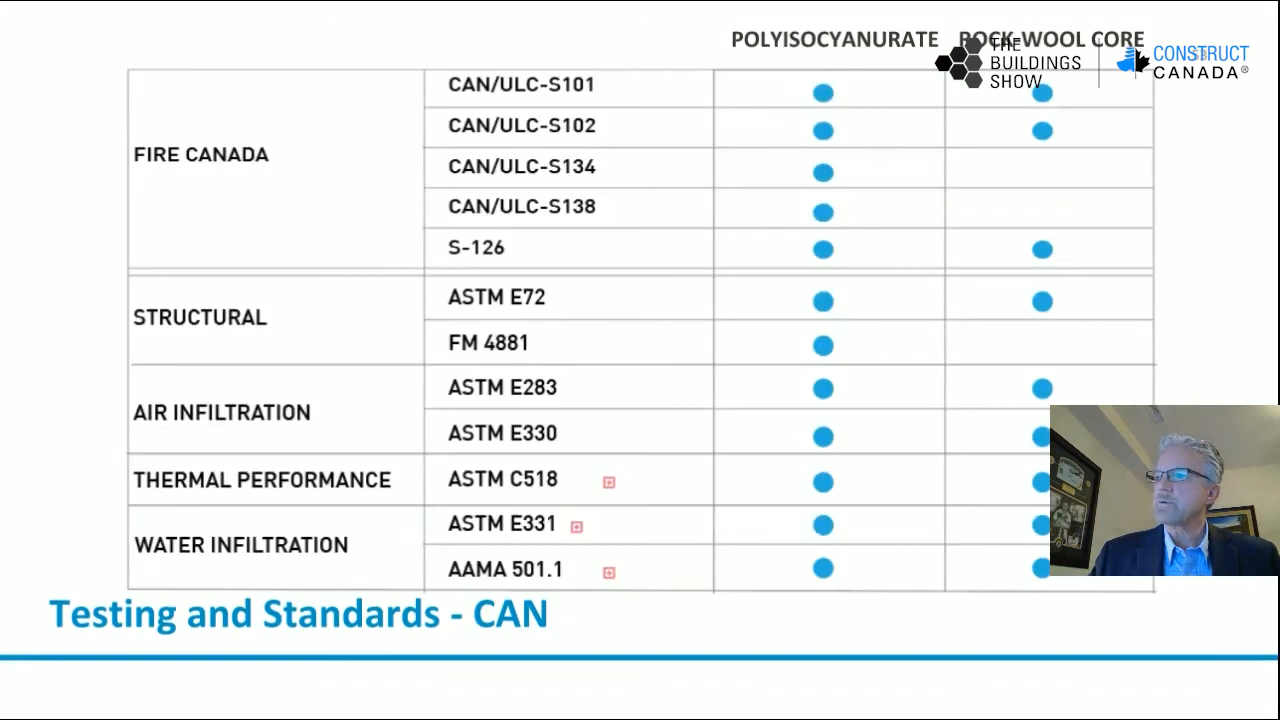 POLYISOCYANURATE ROCK-WOOL CORE
THE
BUILDINGS
SHOW
CONSTRUCT
CANADA®
FIRE CANADA
CAN/ULC-S101
CAN/ULC-S102
CAN/ULC-S134
CAN/ULC-S138
S-126
STRUCTURAL
ASTM E72
FM 4881
AIR INFILTRATION
ASTM E283
ASTM E330
THERMAL PERFORMANCE
ASTM C518
WATER INFILTRATION
ASTM E331
AAMA 501.1
Testing and Standards - CAN